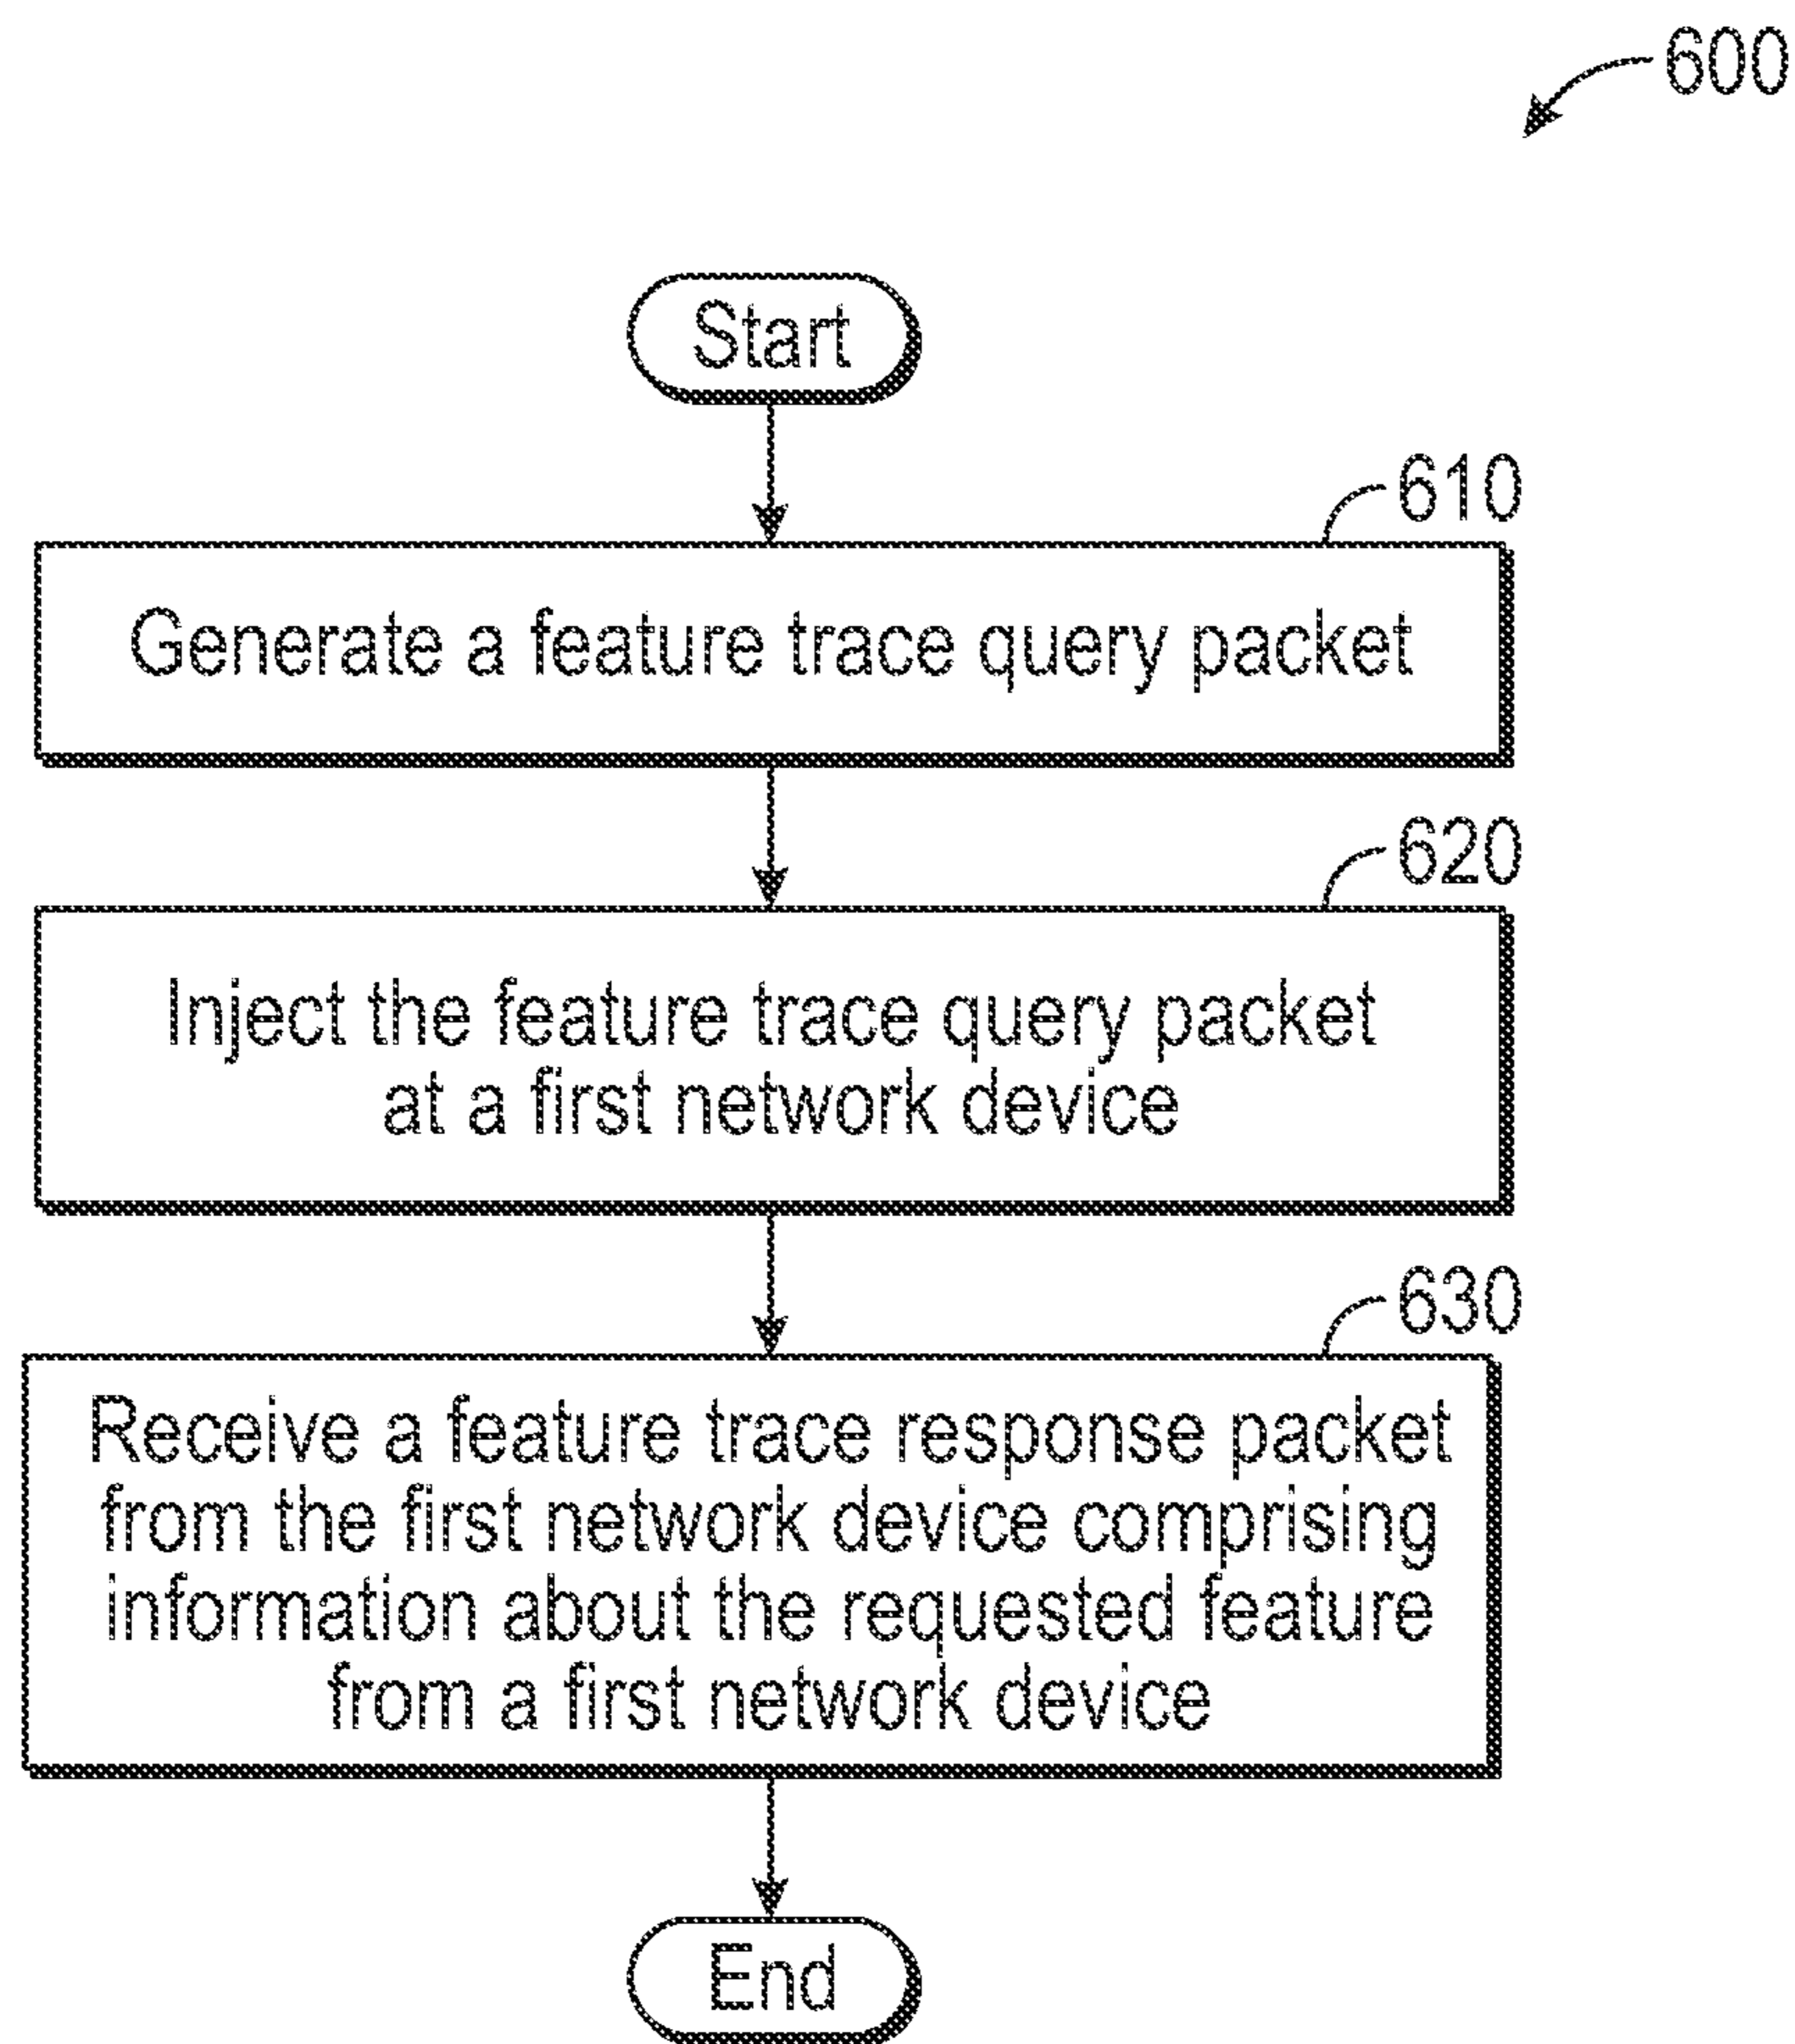 600
Start
610
Generate a feature trace query packet
620
Inject the feature trace query packet
at a first network device
630
Receive a feature trace response packet
from the first network device comprising
information about the requested feature
from a first network device
End